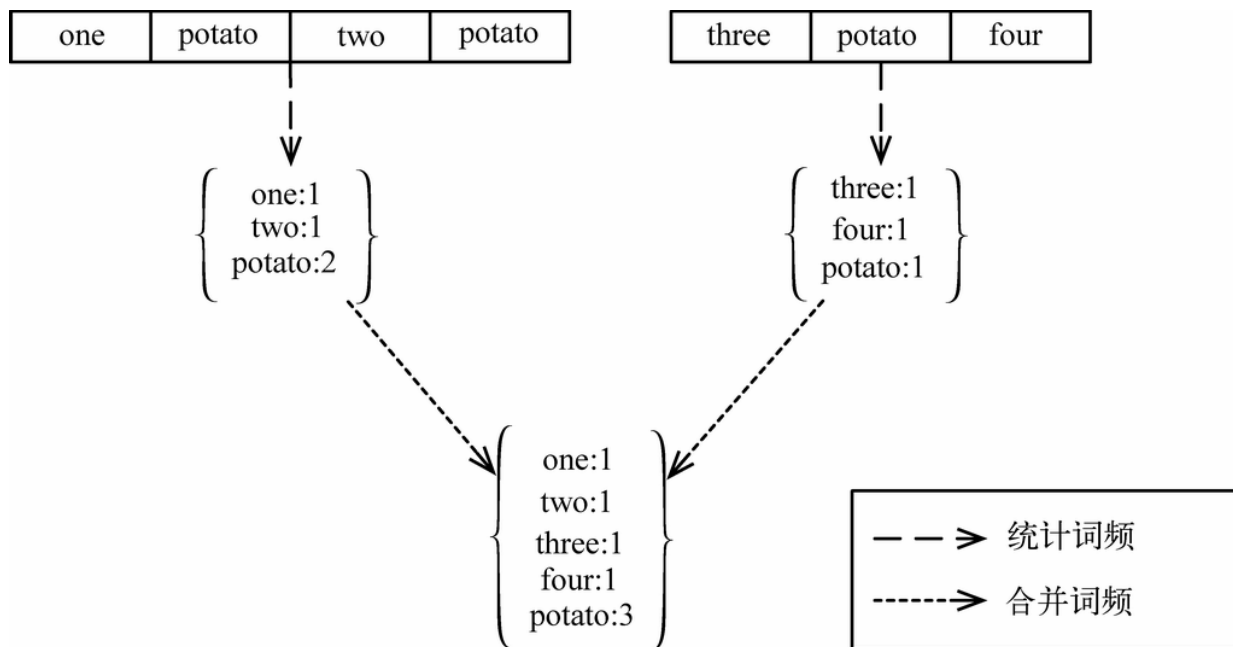 one potato two potato
three potato four
one:1
two:1
potato:2
three:1
four:1
potato:1
one:1
two:1
three:1
four:1
potato:3
统计词频
合并词频